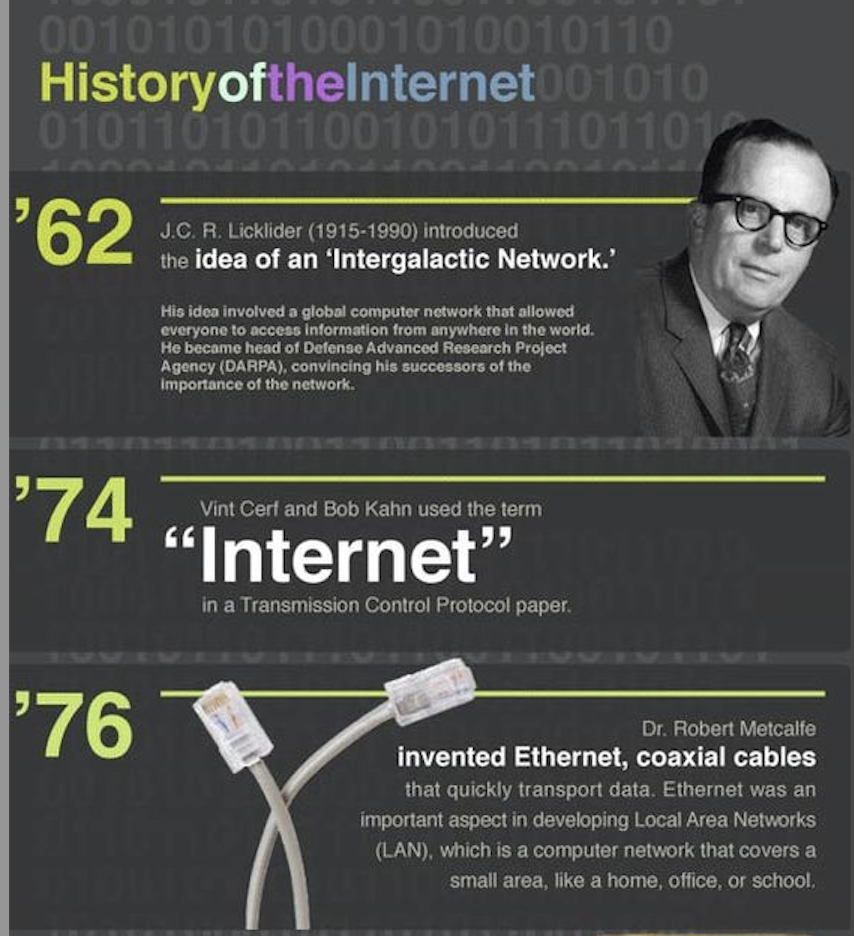 0010101010001010010110
HistoryoftheInternet001010
’62
J.C. R. Licklider (1915-1990) introduced
the idea of an ‘Intergalactic Network.’
His idea involved a global computer network that allowed
everyone to access information from anywhere in the world.
He became head of Defense Advanced Research Project
Agency (DARPA), convincing his successors of the
importance of the network.
’74
Vint Cerf and Bob Kahn used the term
“Internet”
in a Transmission Control Protocol paper.
’76
Dr. Robert Metcalfe
invented Ethernet, coaxial cables
that quickly transport data. Ethernet was an
important aspect in developing Local Area Networks
(LAN), which is a computer network that covers a
small area, like a home, office, or school.